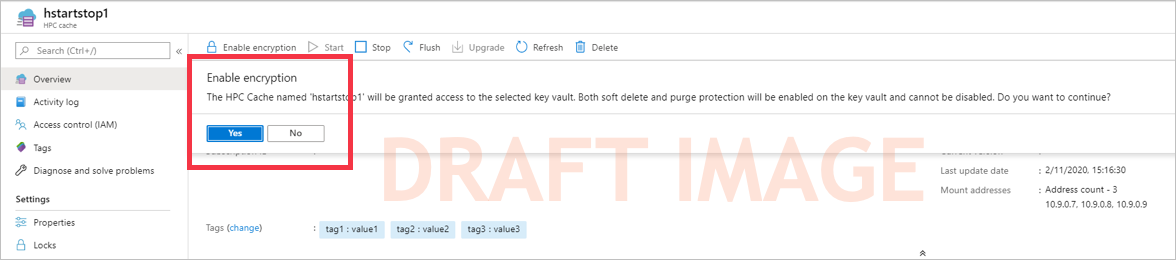 hstartstop1
HPC cache
Search (Ctrl+/)
«
Enable encryption
Start
Stop
Flush
Upgrade
Refresh
Delete
Overview
Activity log
Access control (IAM)
Tags
Diagnose and solve problems
Settings
Properties
Locks
Enable encryption
The HPC Cache named 'hstartstop1' will be granted access to the selected key vault. Both soft delete and purge protection will be enabled on the key vault and cannot be disabled. Do you want to continue?
Yes
No
DRAFT IMAGE
Last update date : 2/11/2020, 15:16:30
Mount addresses : Address count - 3
10.9.0.7, 10.9.0.8, 10.9.0.9
Tags (change) : tag1 : value1 tag2 : value2 tag3 : value3